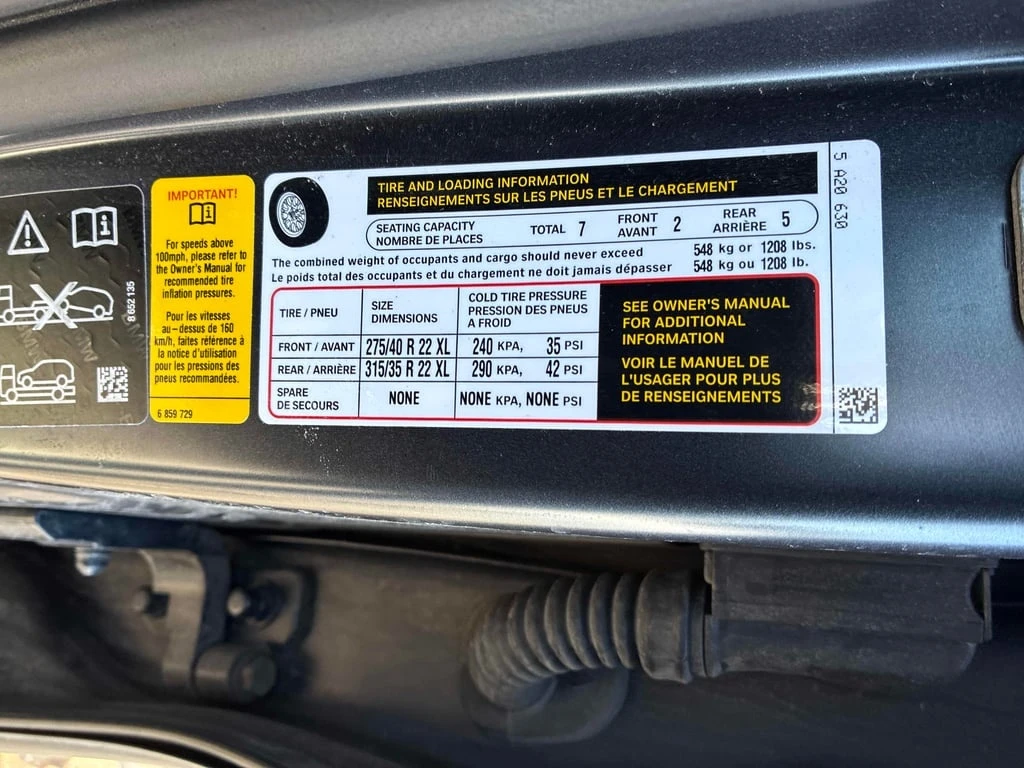 8 652 135
IMPORTANT!
For speeds above
100mph, please refer to
the Owner's Manual for
recommended tire
inflation pressures.
Pour les vitesses
au-dessus de 160
km/h, faites référence à
la notice d'utilisation
pour les pressions des
pneus recommandées.
6 859 729
TIRE AND LOADING INFORMATION
RENSEIGNEMENTS SUR LES PNEUS ET LE CHARGEMENT
SEATING CAPACITY
NOMBRE DE PLACES
TOTAL 7
FRONT
AVANT 2
REAR
ARRIÈRE 5
The combined weight of occupants and cargo should never exceed 548 kg or 1208 lbs.
Le poids total des occupants et du chargement ne doit jamais dépasser 548 kg ou 1208 lb.
TIRE / PNEU
SIZE
DIMENSIONS
COLD TIRE PRESSURE
PRESSION DES PNEUS
A FROID
FRONT / AVANT 275/40 R 22 XL 240 KPA, 35 PSI
REAR / ARRIÈRE 315/35 R 22 XL 290 KPA, 42 PSI
SPARE
DE SECOURS
NONE
NONE KPA, NONE PSI
SEE OWNER'S MANUAL
FOR ADDITIONAL
INFORMATION
VOIR LE MANUEL DE
L'USAGER POUR PLUS
DE RENSEIGNEMENTS
5 A20 630